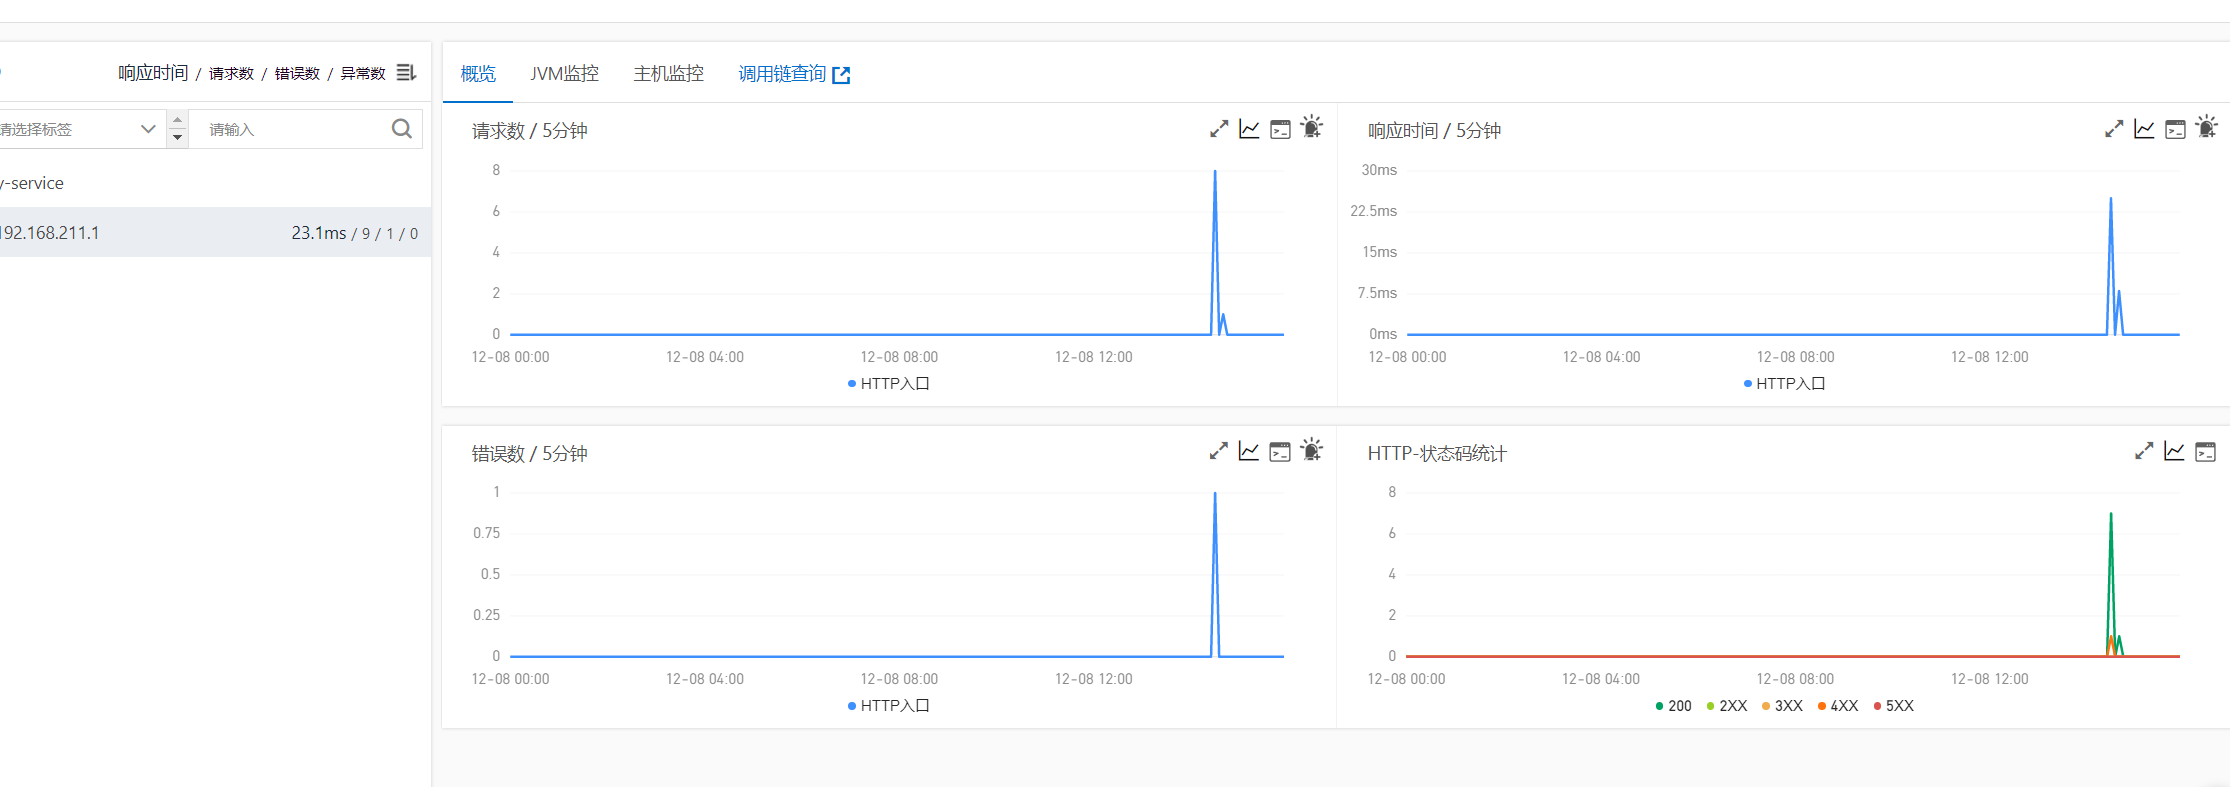 响应时间 / 请求数 / 错误数 / 异常数
请选择标签
请输入
y-service
192.168.211.1
23.1ms / 9 / 1 / 0
概览 JVM监控 主机监控 调用链查询
请求数 / 5分钟
8
6
4
2
0
12-08 00:00 12-08 04:00 12-08 08:00 12-08 12:00
HTTP入口
响应时间 / 5分钟
30ms
22.5ms
15ms
7.5ms
0ms
12-08 00:00 12-08 04:00 12-08 08:00 12-08 12:00
HTTP入口
错误数 / 5分钟
1
0.75
0.5
0.25
0
12-08 00:00 12-08 04:00 12-08 08:00 12-08 12:00
HTTP入口
HTTP-状态码统计
8
6
4
2
0
12-08 00:00 12-08 04:00 12-08 08:00 12-08 12:00
200 2XX 3XX 4XX 5XX